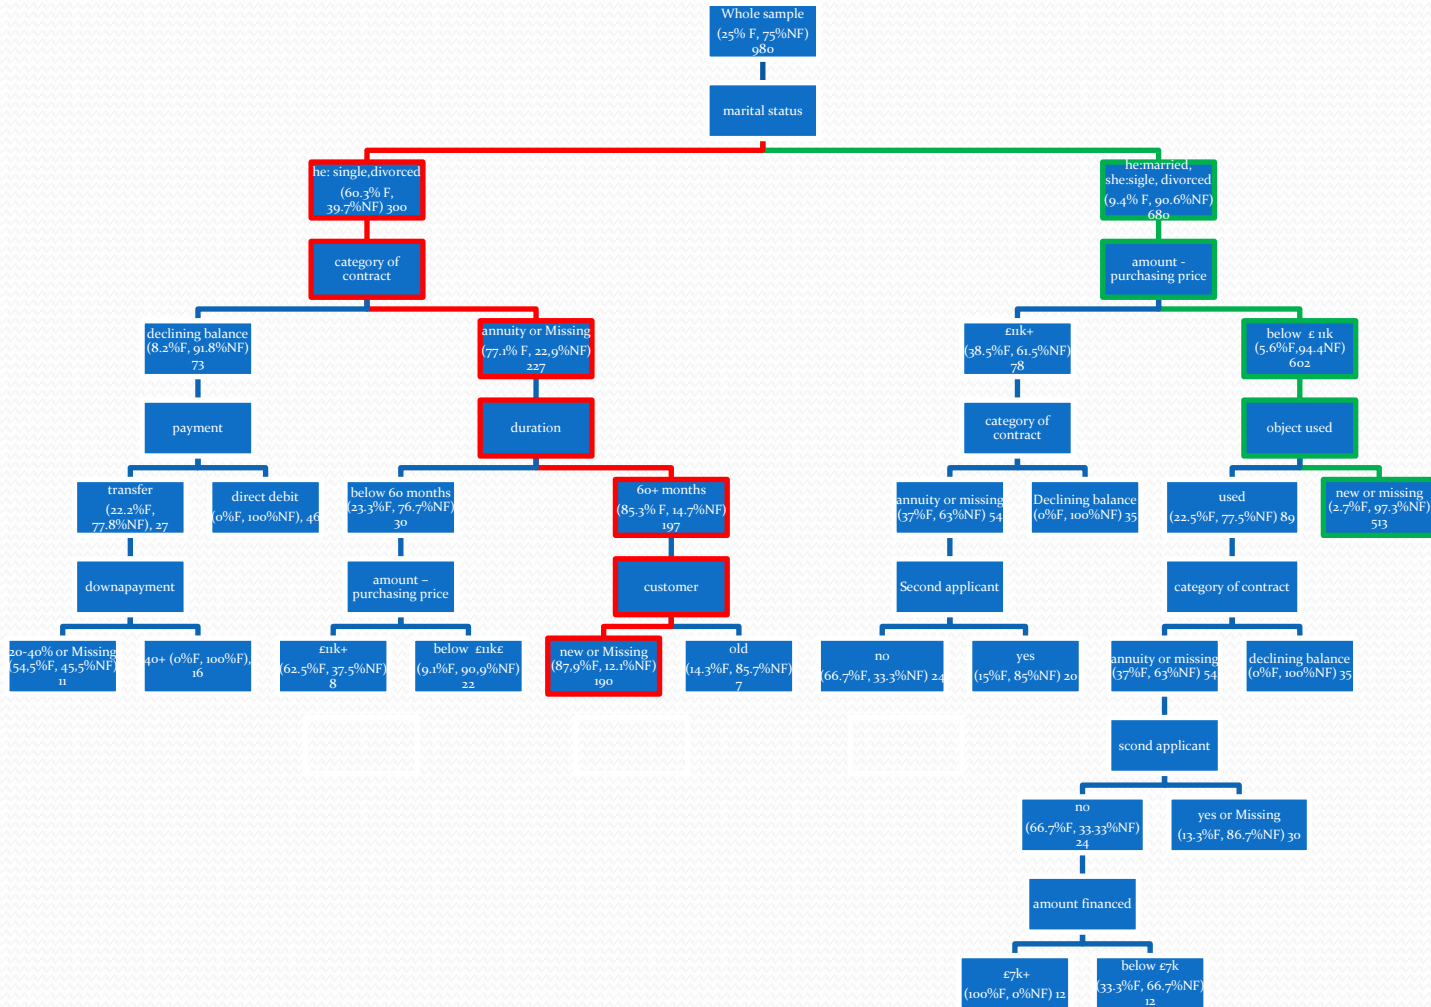 Whole sample
(25% F, 75%NF)
980
marital status
he: single,divorced
(60.3% F,
39.7%NF) 300
he:married,
she:sigle, divorced
(9.4% F, 90.6%NF)
680
category of
contract
amount -
purchasing price
declining balance
(8.2%F, 91.8%NF)
73
annuity or Missing
(77.1% F, 22,9%NF)
227
£11k+
(38.5%F, 61.5%NF)
78
below £ 11k
(5.6%F,94.4NF)
602
payment
duration
category of
contract
object used
transfer
(22.2%F,
77.8%NF), 27
direct debit
(0%F, 100%NF), 46
below 60 months
(23.3%F, 76.7%NF)
30
60+ months
(85.3% F, 14.7%NF)
197
annuity or missing
(37%F, 63%NF) 54
Declining balance
(0%F, 100%NF) 35
used
(22.5%F, 77.5%NF) 89
new or missing
(2.7%F, 97.3%NF)
513
downapayment
amount –
purchasing price
customer
Second applicant
category of contract
20-40% or Missing
(54,5%F, 45.5%NF)
11
40+ (0%F, 100%F),
16
£11k+
(62.5%F, 37.5%NF)
8
below £11k£
(9.1%F, 90,9%NF)
22
new or Missing
(87,9%F, 12.1%NF)
190
old
(14.3%F, 85.7%NF)
7
no
(66.7%F, 33.3%NF) 24
yes
(15%F, 85%NF) 20
annuity or missing
(37%F, 63%NF) 54
declining balance
(0%F, 100%NF) 35
scond applicant
no
(66.7%F, 33.33%NF)
24
yes or Missing
(13.3%F, 86.7%NF) 30
amount financed
£7k+
(100%F, 0%NF) 12
below £7k
(33.3%F, 66.7%NF)
12